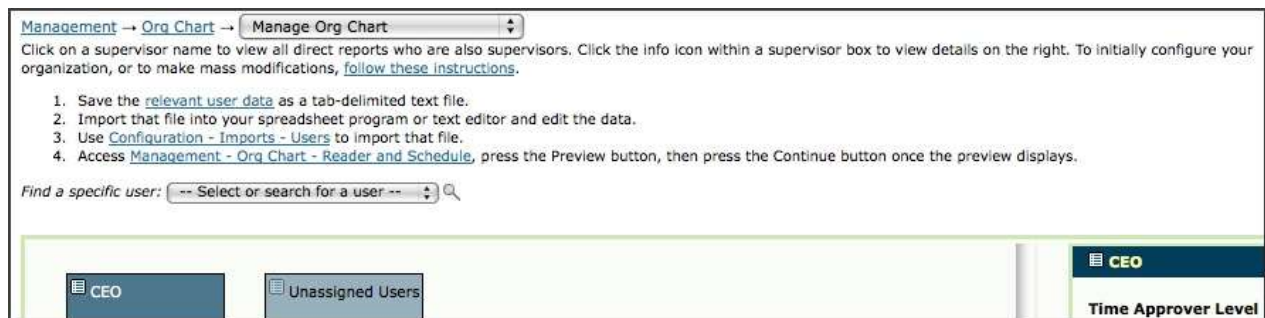 Management → Org Chart → Manage Org Chart
Click on a supervisor name to view all direct reports who are also supervisors. Click the info icon within a supervisor box to view details on the right. To initially configure your
organization, or to make mass modifications, follow these instructions.
1. Save the relevant user data as a tab-delimited text file.
2. Import that file into your spreadsheet program or text editor and edit the data.
3. Use Configuration - Imports - Users to import that file.
4. Access Management - Org Chart - Reader and Schedule, press the Preview button, then press the Continue button once the preview displays.
Find a specific user: -- Select or search for a user --
CEO
Unassigned Users
CEO
Time Approver Level